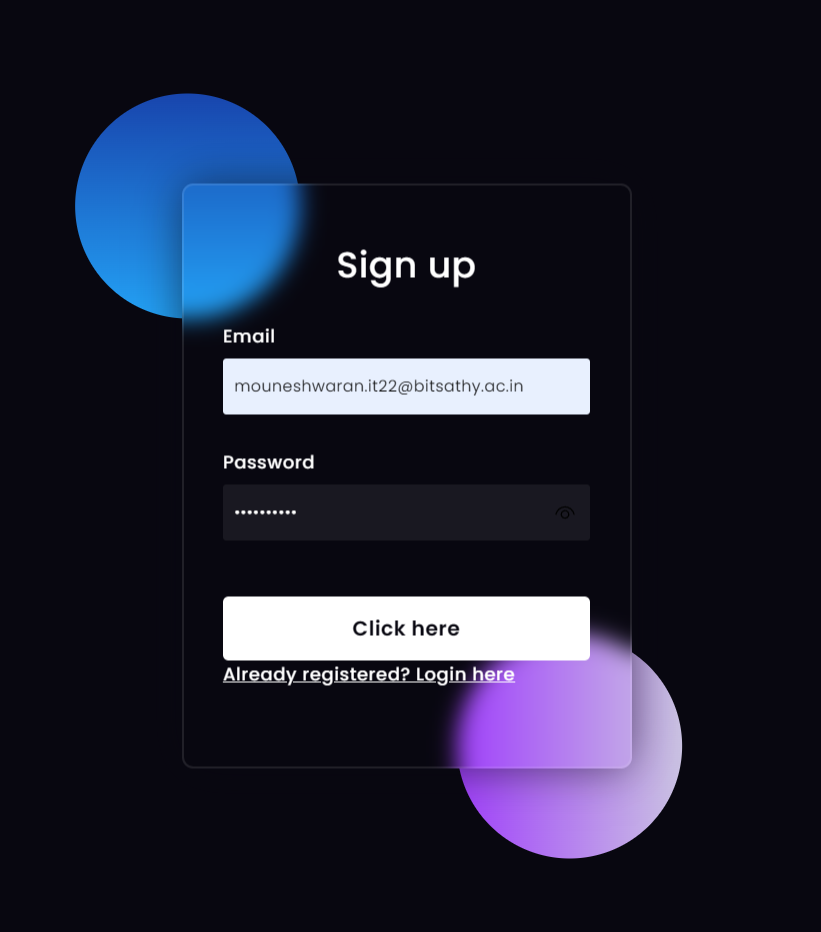 Sign up
Email
mouneshwaran.it22@bitsathy.ac.in
Password
••••••••••
Click here
Already registered? Login here